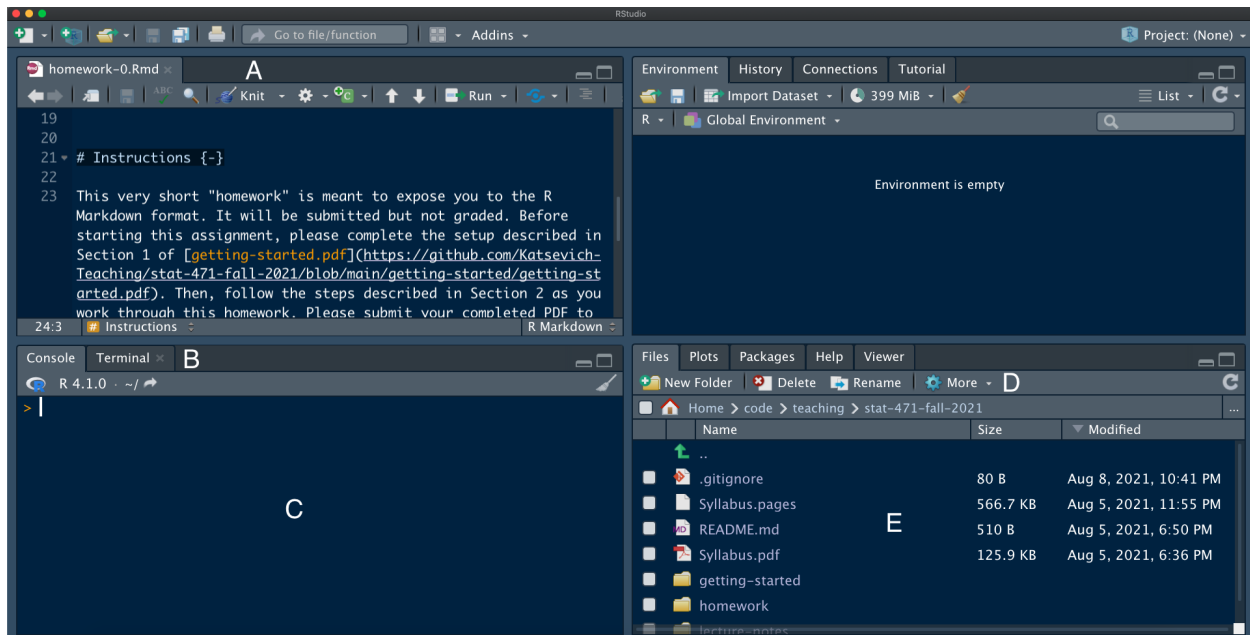 RStudio
Go to file/function
Addins
Project: (None)
homework-0.Rmd
A
ABC
Knit
Run
19
20
21 # Instructions {-}
22
23 This very short "homework" is meant to expose you to the R
Markdown format. It will be submitted but not graded. Before
starting this assignment, please complete the setup described in
Section 1 of [getting-started.pdf](https://github.com/Katsevich-
Teaching/stat-471-fall-2021/blob/main/getting-started/getting-st
arted.pdf). Then, follow the steps described in Section 2 as you
work through this homework. Please submit your completed PDF to
24:3 # Instructions R Markdown
Environment History Connections Tutorial
Import Dataset 399 MiB List
R Global Environment
Environment is empty
Console Terminal B
R 4.1.0 · ~/
>
C
Files Plots Packages Help Viewer
New Folder Delete Rename More D
Home code teaching stat-471-fall-2021 ...
Name Size Modified
..
.gitignore 80 B Aug 8, 2021, 10:41 PM
Syllabus.pages 566.7 KB Aug 5, 2021, 11:55 PM
README.md 510 B Aug 5, 2021, 6:50 PM
E
Syllabus.pdf 125.9 KB Aug 5, 2021, 6:36 PM
getting-started
homework
lecture-notes